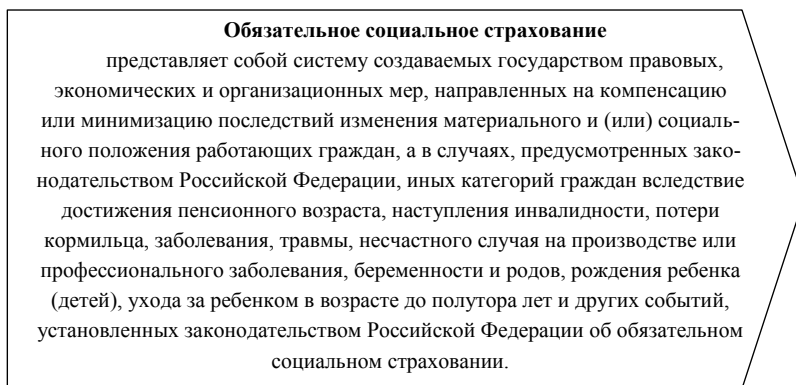 Обязательное социальное страхование
представляет собой систему создаваемых государством правовых,
экономических и организационных мер, направленных на компенсацию
или минимизацию последствий изменения материального и (или) социаль-
ного положения работающих граждан, а в случаях, предусмотренных зако-
нодательством Российской Федерации, иных категорий граждан вследствие
достижения пенсионного возраста, наступления инвалидности, потери
кормильца, заболевания, травмы, несчастного случая на производстве или
профессионального заболевания, беременности и родов, рождения ребенка
(детей), ухода за ребенком в возрасте до полутора лет и других событий,
установленных законодательством Российской Федерации об обязательном
социальном страховании.